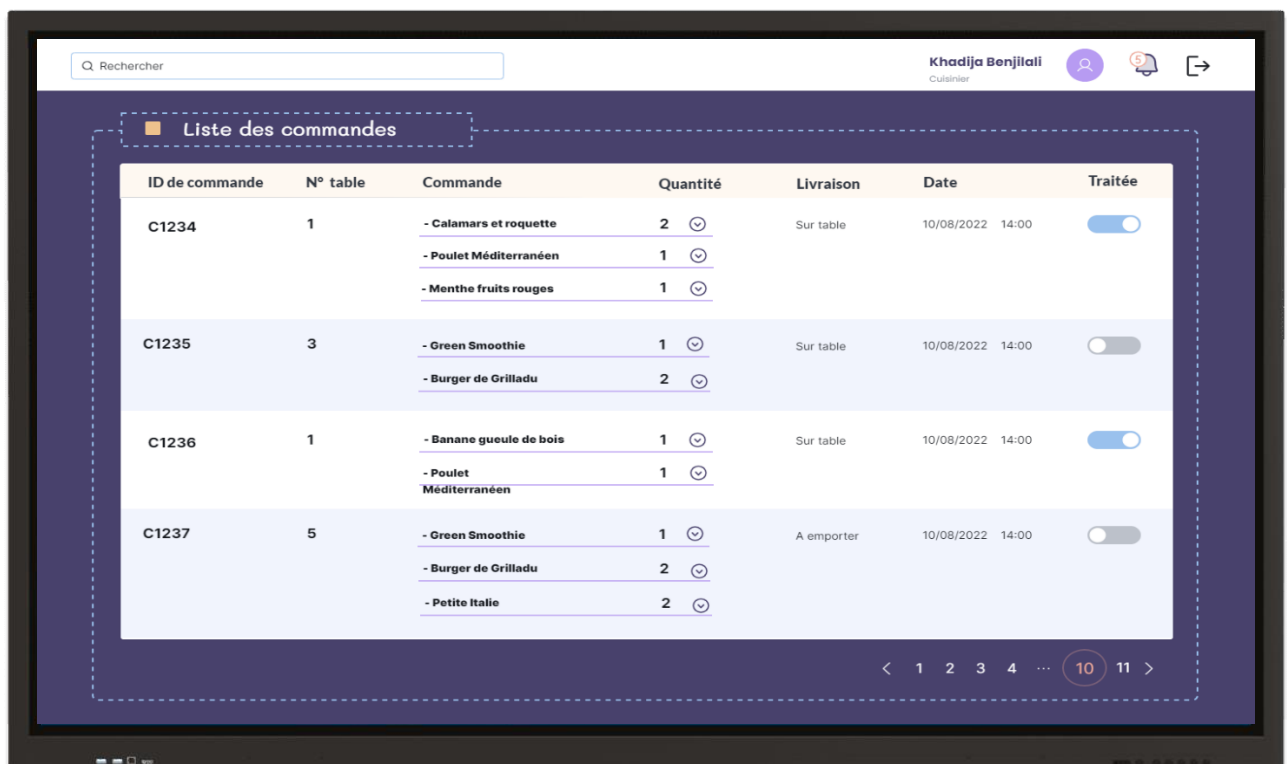 Rechercher
Khadija Benjilali
Cuisinier
5
Liste des commandes
ID de commande N° table Commande Quantité Livraison Date Traitée
C1234 1 - Calamars et roquette 2 Sur table 10/08/2022 14:00
- Poulet Méditerranéen 1
- Menthe fruits rouges 1
C1235 3 - Green Smoothie 1 Sur table 10/08/2022 14:00
- Burger de Grilladu 2
C1236 1 - Banane gueule de bois 1 Sur table 10/08/2022 14:00
- Poulet 1
Méditerranéen
C1237 5 - Green Smoothie 1 A emporter 10/08/2022 14:00
- Burger de Grilladu 2
- Petite Italie 2
< 1 2 3 4 ... 10 11 >